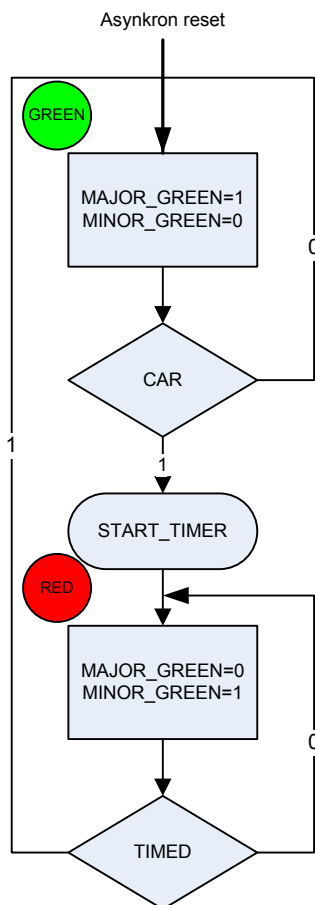 Asynkron reset
GREEN
MAJOR_GREEN=1
MINOR_GREEN=0
0
CAR
1
1
START_TIMER
RED
MAJOR_GREEN=0
MINOR_GREEN=1
0
TIMED